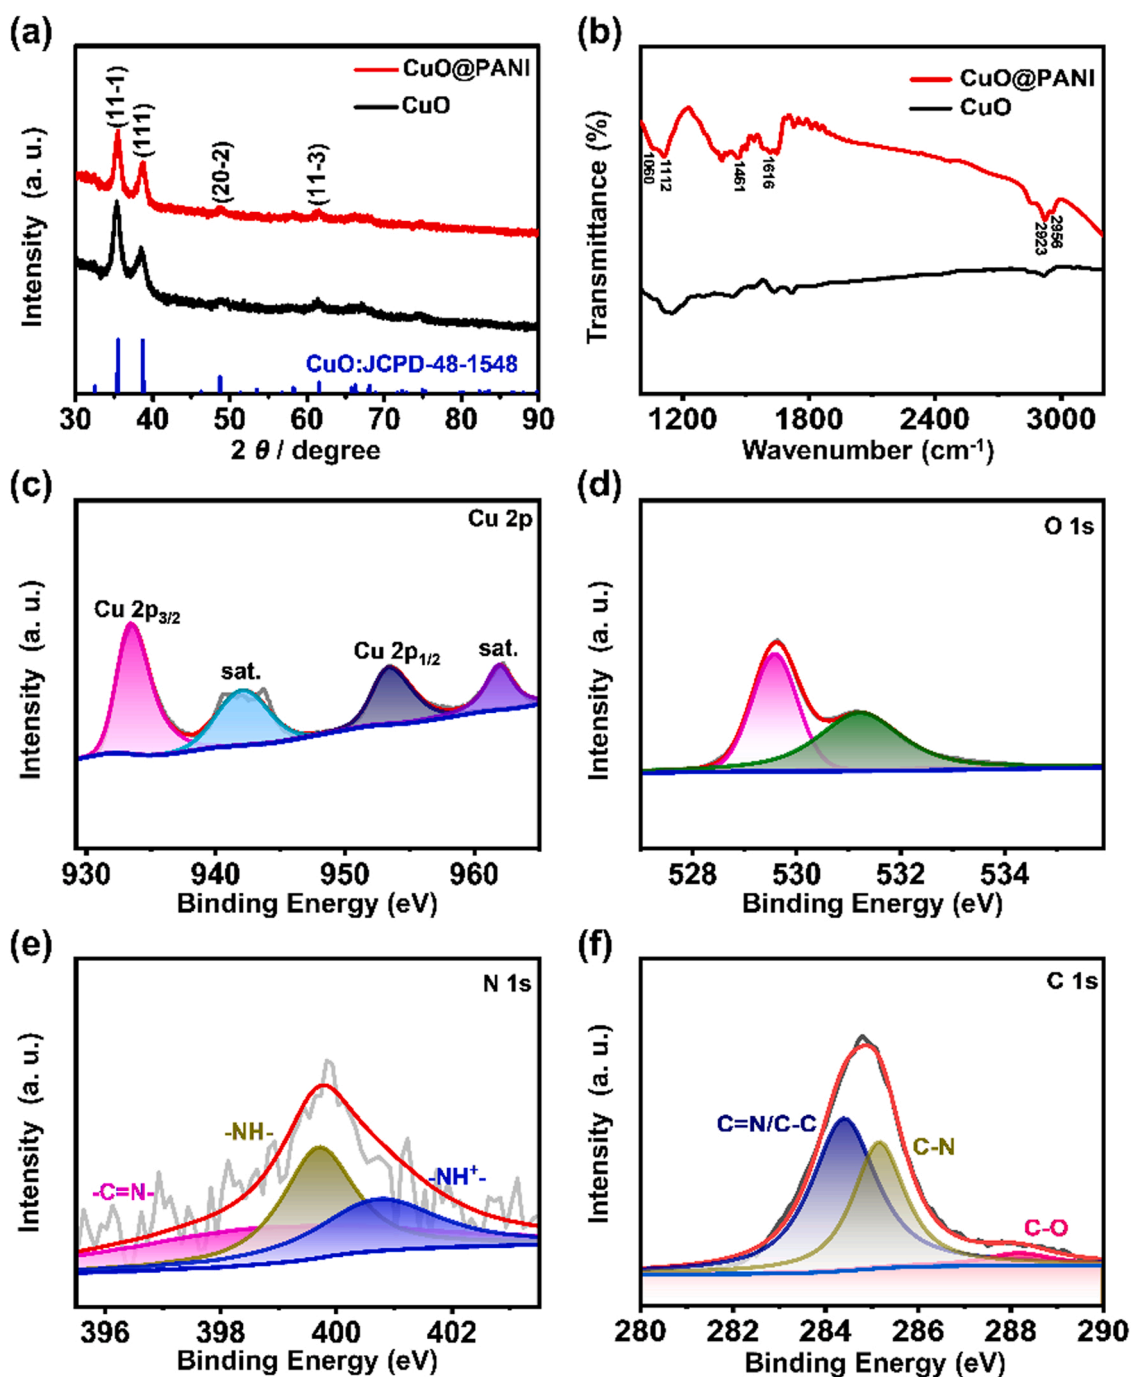 (a)
CuO@PANI
CuO
(11-1)
(111)
(20-2)
(11-3)
CuO:JCPD-48-1548
Intensity (a. u.)
30 40 50 60 70 80 90
2 θ / degree
(b)
CuO@PANI
CuO
1060
1112
1461
1616
2923
2956
Transmittance (%)
1200 1800 2400 3000
Wavenumber (cm⁻¹)
(c)
Cu 2p
Cu 2p₃/₂
sat.
Cu 2p₁/₂
sat.
Intensity (a. u.)
930 940 950 960
Binding Energy (eV)
(d)
O 1s
Intensity (a. u.)
528 530 532 534
Binding Energy (eV)
(e)
N 1s
-NH-
-C=N-
-NH⁺-
Intensity (a. u.)
396 398 400 402
Binding Energy (eV)
(f)
C 1s
C=N/C-C
C-N
C-O
Intensity (a. u.)
280 282 284 286 288 290
Binding Energy (eV)